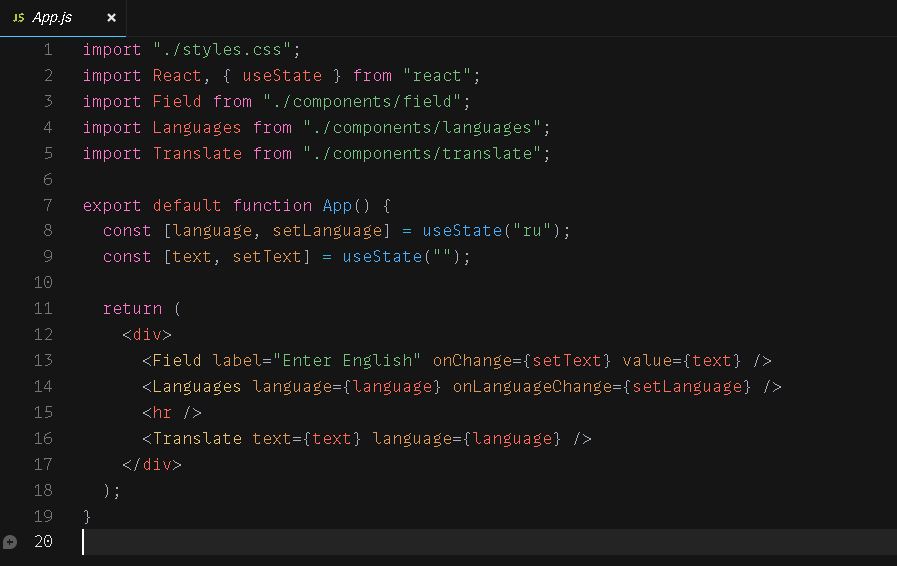 JS App.js ×
1 import "./styles.css";
2 import React, { useState } from "react";
3 import Field from "./components/field";
4 import Languages from "./components/languages";
5 import Translate from "./components/translate";
6
7 export default function App() {
8   const [language, setLanguage] = useState("ru");
9   const [text, setText] = useState("");
10
11   return (
12     <div>
13       <Field label="Enter English" onChange={setText} value={text} />
14       <Languages language={language} onLanguageChange={setLanguage} />
15       <hr />
16       <Translate text={text} language={language} />
17     </div>
18   );
19 }
20